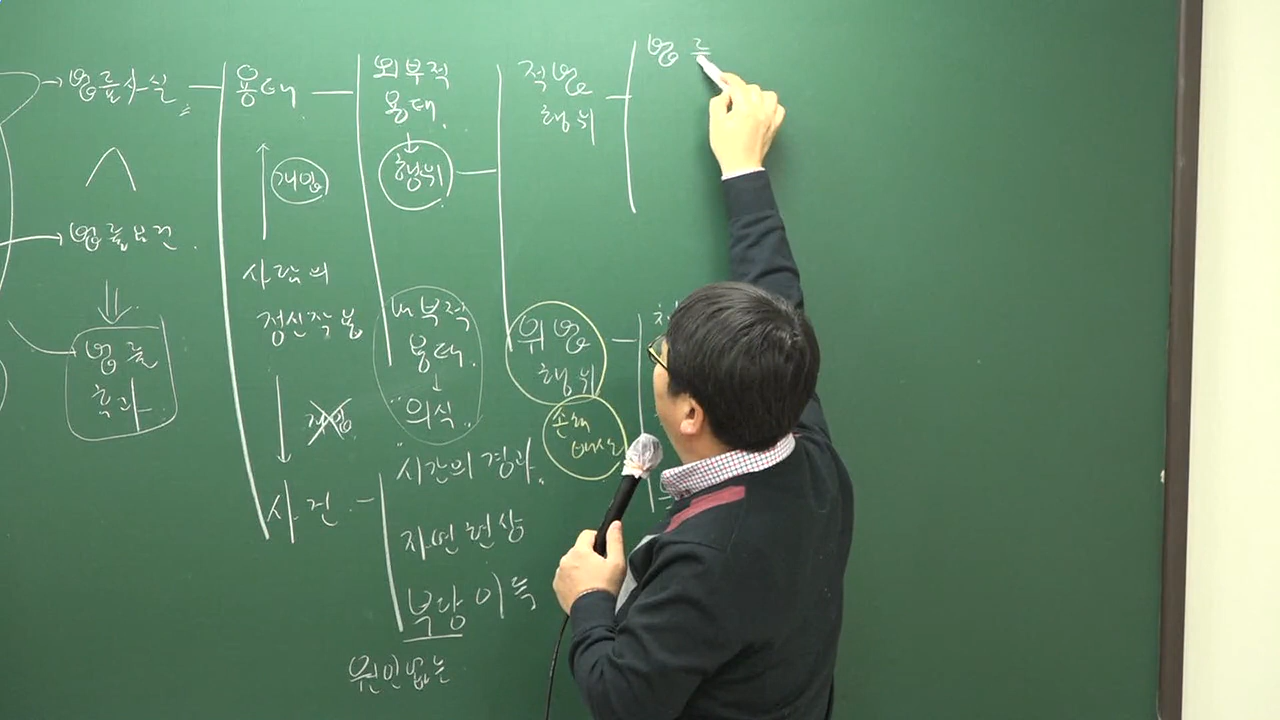 법률사실
법률요건
법률
효과
용태
개입
사람의
정신작용
개입
사건
외부적
용태
행위
내부적
용태
"의식"
시간의 경과
자연현상
부당이득
원인없는
적법
행위
위법
행위
손해
배상
법률